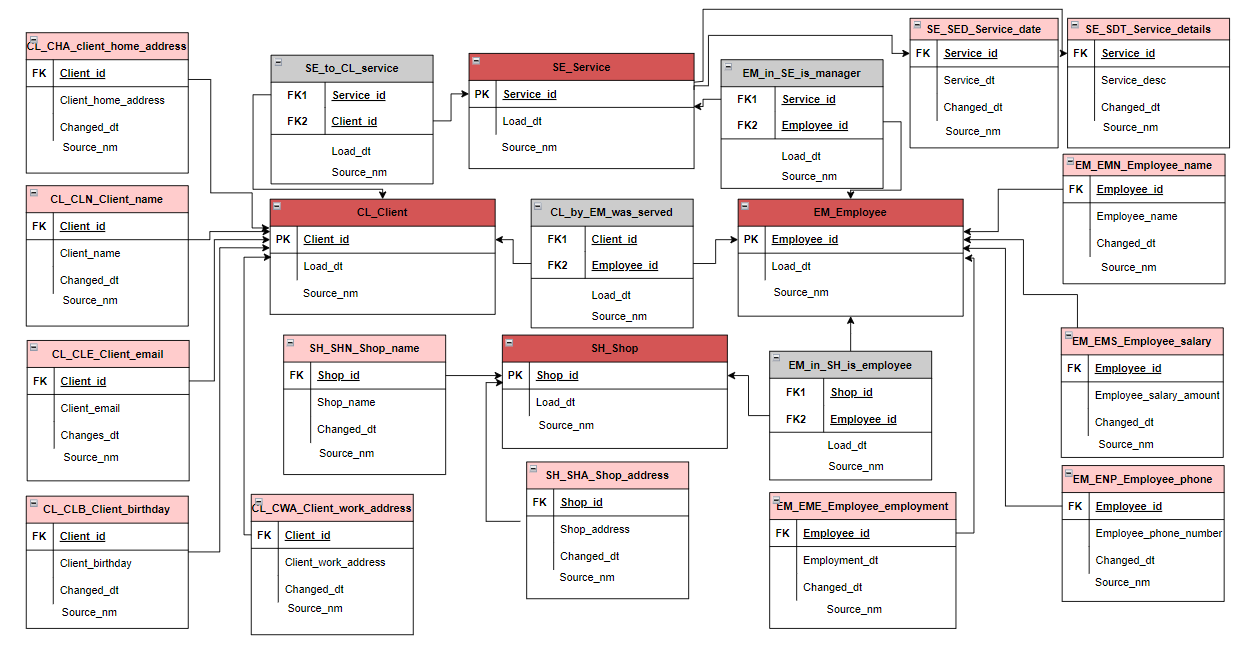 CL_CHA_client_home_address
FK Client_id
Client_home_address
Changed_dt
Source_nm
SE_to_CL_service
FK1 Service_id
FK2 Client_id
Load_dt
Source_nm
SE_Service
PK Service_id
Load_dt
Source_nm
EM_in_SE_is_manager
FK1 Service_id
FK2 Employee_id
Load_dt
Source_nm
SE_SED_Service_date
FK Service_id
Service_dt
Changed_dt
Source_nm
SE_SDT_Service_details
FK Service_id
Service_desc
Changed_dt
Source_nm
CL_CLN_Client_name
FK Client_id
Client_name
Changed_dt
Source_nm
CL_Client
PK Client_id
Load_dt
Source_nm
CL_by_EM_was_served
FK1 Client_id
FK2 Employee_id
Load_dt
Source_nm
EM_Employee
PK Employee_id
Load_dt
Source_nm
EM_EMN_Employee_name
FK Employee_id
Employee_name
Changed_dt
Source_nm
CL_CLE_Client_email
FK Client_id
Client_email
Changes_dt
Source_nm
SH_SHN_Shop_name
FK Shop_id
Shop_name
Changed_dt
Source_nm
SH_Shop
PK Shop_id
Load_dt
Source_nm
EM_in_SH_is_employee
FK1 Shop_id
FK2 Employee_id
Load_dt
Source_nm
EM_EMS_Employee_salary
FK Employee_id
Employee_salary_amount
Changed_dt
Source_nm
CL_CLB_Client_birthday
FK Client_id
Client_birthday
Changed_dt
Source_nm
CL_CWA_Client_work_address
FK Client_id
Client_work_address
Changed_dt
Source_nm
SH_SHA_Shop_address
FK Shop_id
Shop_address
Changed_dt
Source_nm
EM_EME_Employee_employment
FK Employee_id
Employment_dt
Changed_dt
Source_nm
EM_ENP_Employee_phone
FK Employee_id
Employee_phone_number
Changed_dt
Source_nm